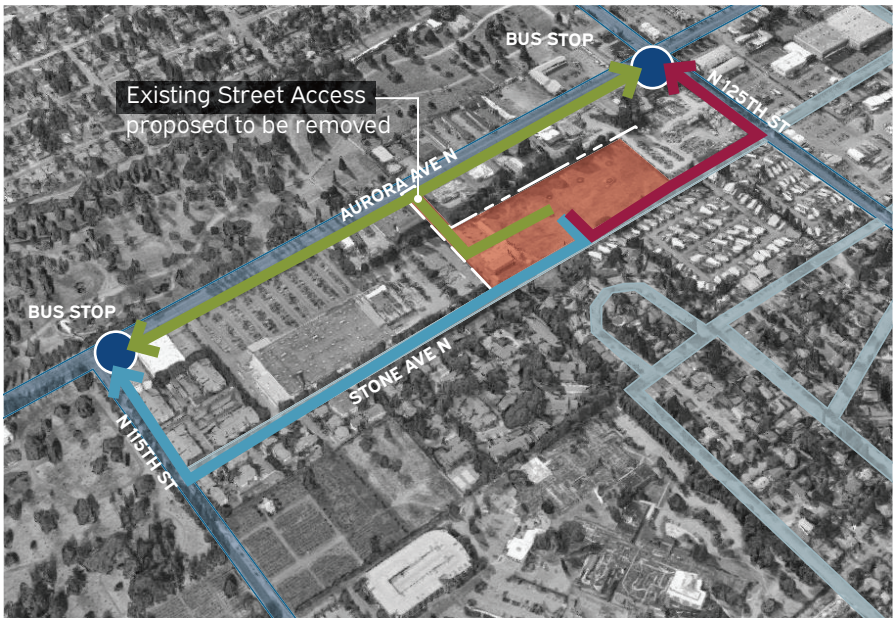 BUS STOP
N 125TH ST
Existing Street Access
proposed to be removed
AURORA AVE N
BUS STOP
STONE AVE N
N 115TH ST